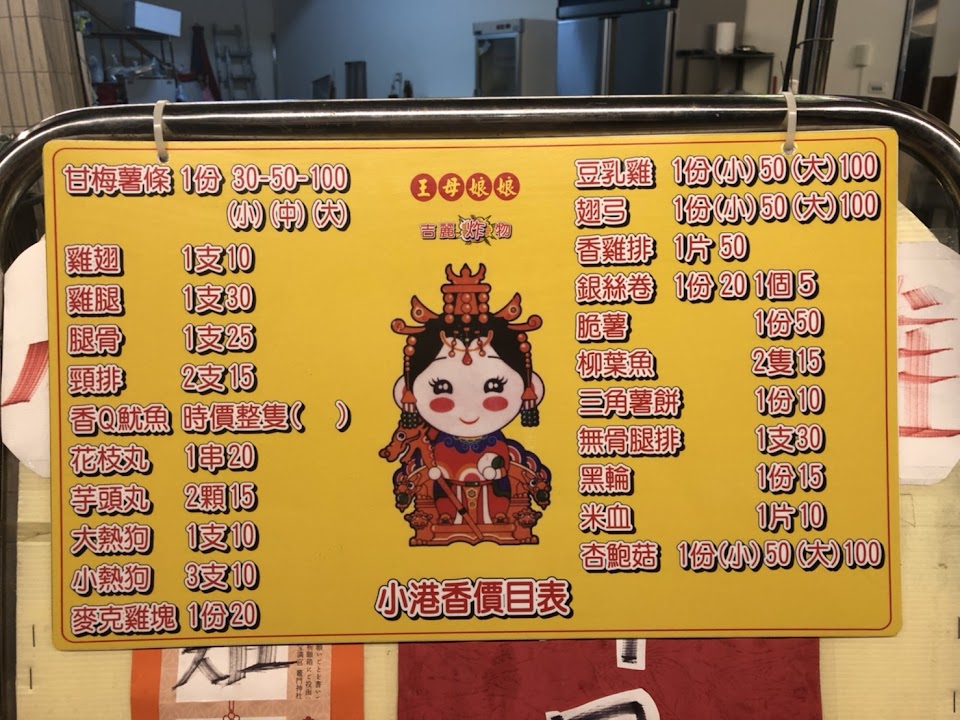 甘梅薯條 1份 30-50-100
(小)(中)(大)
雞翅 1支10
雞腿 1支30
腿骨 1支25
頸排 2支15
香Q魷魚 時價整隻( )
花枝丸 1串20
芋頭丸 2顆15
大熱狗 1支10
小熱狗 3支10
麥克雞塊 1份20
王母娘娘
吉麗炸物
小港香價目表
豆乳雞 1份(小)50(大)100
翅弓 1份(小)50(大)100
香雞排 1片50
銀絲卷 1份20 1個5
脆薯 1份50
柳葉魚 2隻15
三角薯餅 1份10
無骨腿排 1支30
黑輪 1份15
米血 1片10
杏鮑菇 1份(小)50(大)100